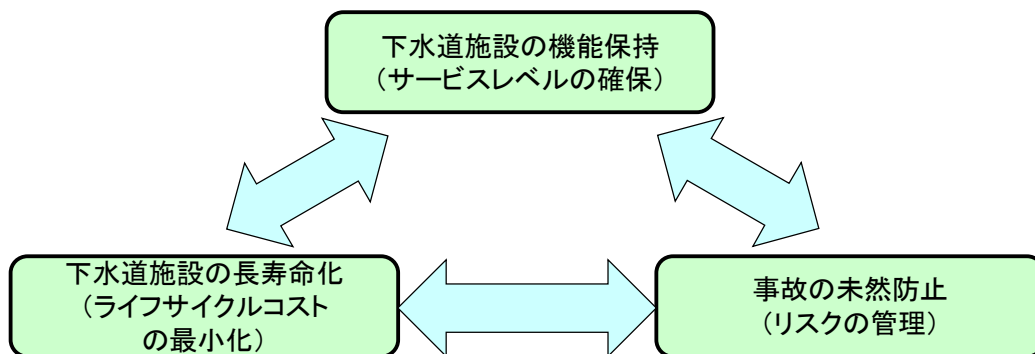 下水道施設の機能保持
（サービスレベルの確保）
下水道施設の長寿命化
（ライフサイクルコスト
の最小化）
事故の未然防止
（リスクの管理）